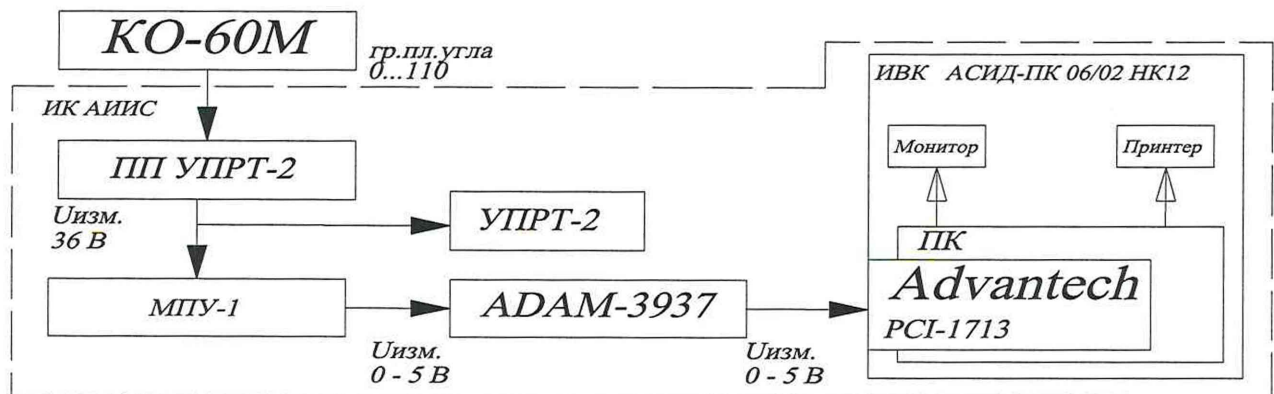 КО-60М
гр.пл.угла
0...110
ИК АИИС
ПП УПРТ-2
Uизм.
36 В
УПРТ-2
МПУ-1
ADAM-3937
Uизм.
0 - 5 В
Uизм.
0 - 5 В
ИВК АСИД-ПК 06/02 НК12
Монитор
Принтер
ПК
Advantech
PCI-1713